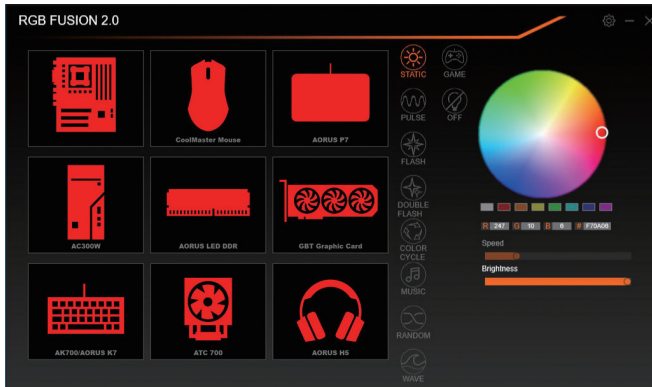 RGB FUSION 2.0
CoolMaster Mouse
AORUS P7
AC300W
AORUS LED DDR
GBT Graphic Card
AK700/AORUS K7
ATC 700
AORUS H5
STATIC
GAME
PULSE
OFF
FLASH
DOUBLE
FLASH
COLOR
CYCLE
MUSIC
RANDOM
WAVE
R 247 G 10 B 6 # F70A06
Speed
Brightness